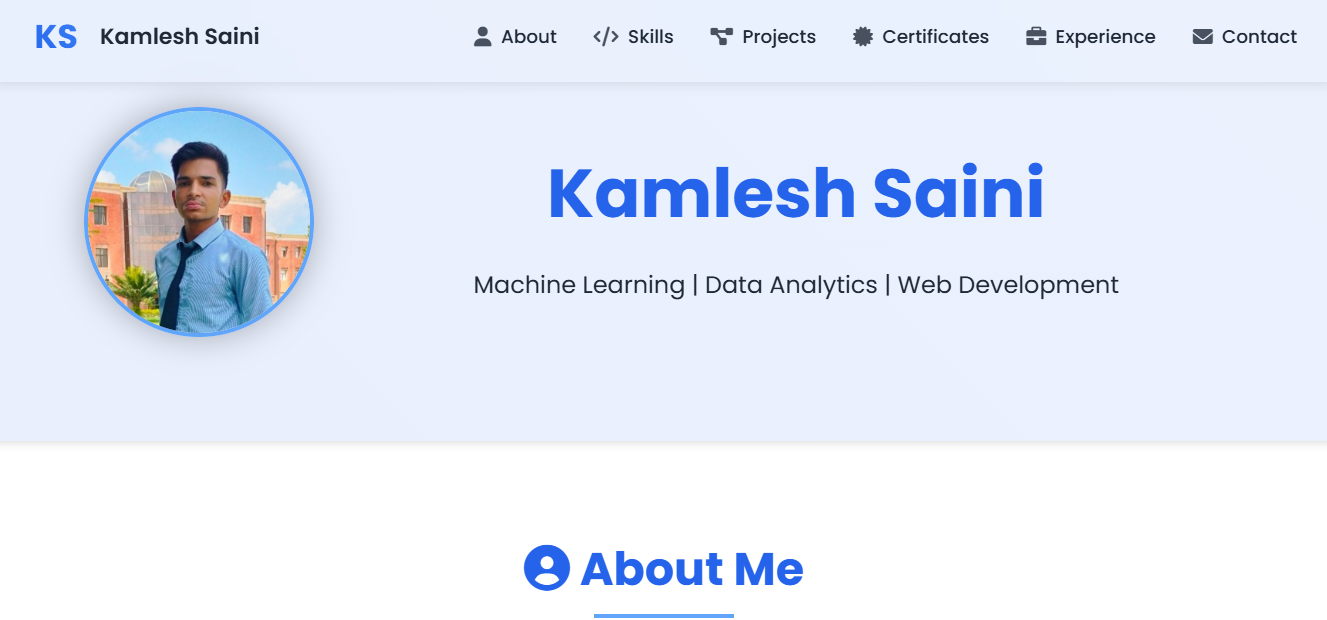 KS Kamlesh Saini About Skills Projects Certificates Experience Contact
Kamlesh Saini
Machine Learning | Data Analytics | Web Development
About Me